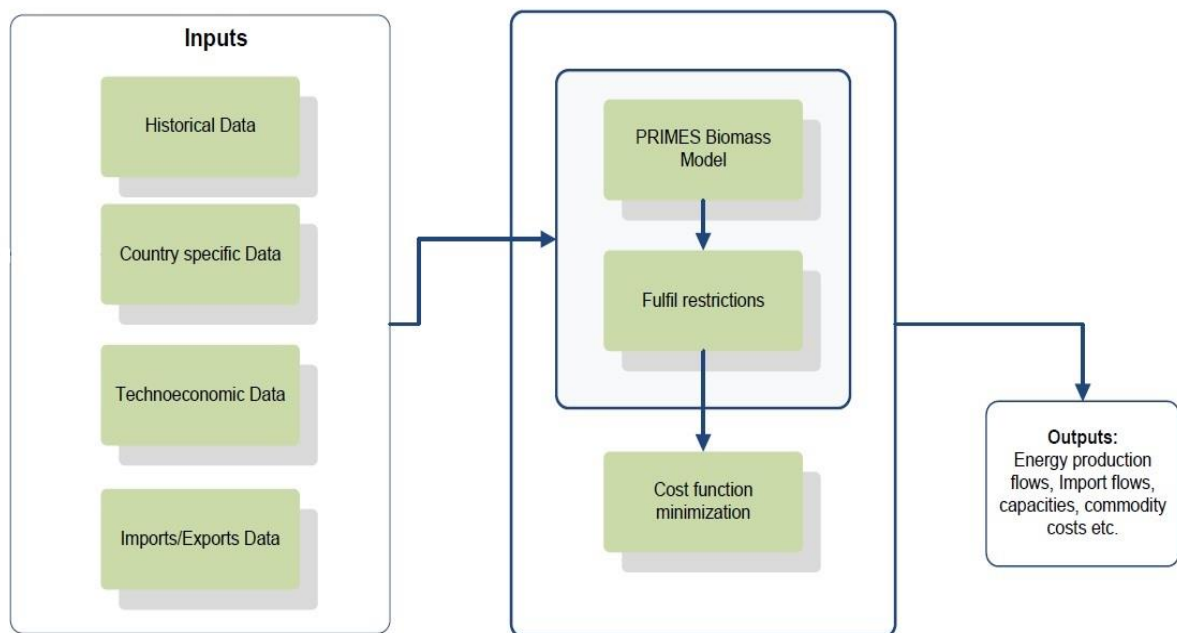 Inputs
Historical Data
Country specific Data
Technoeconomic Data
Imports/Exports Data
PRIMES Biomass
Model
Fulfil restrictions
Cost function
minimization
Outputs:
Energy production
flows, Import flows,
capacities, commodity
costs etc.